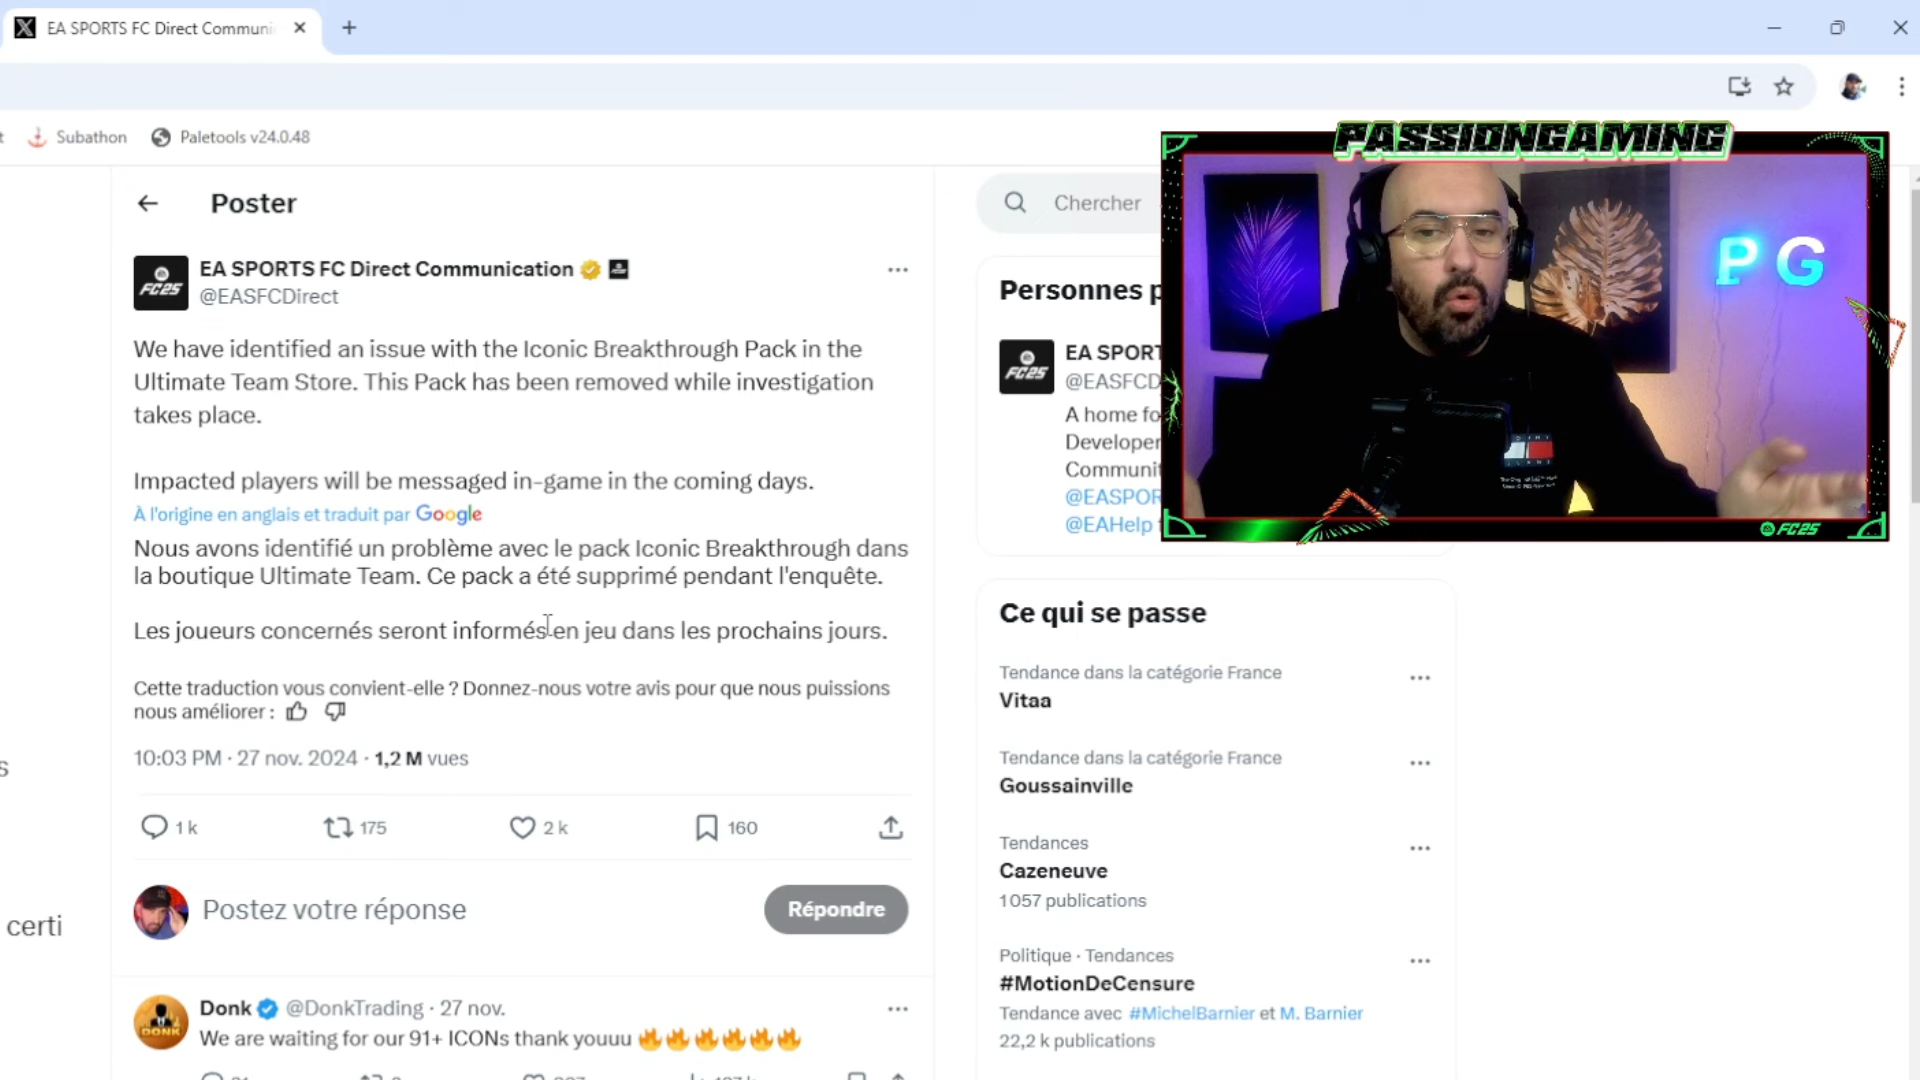 EA SPORTS FC Direct Communi
t
Subathon
Paletools v24.0.48
PASSIONGAMING
P G
FC25
Poster
EA SPORTS FC Direct Communication
@EASFCDirect
FC25
We have identified an issue with the Iconic Breakthrough Pack in the
Ultimate Team Store. This Pack has been removed while investigation
takes place.
Impacted players will be messaged in-game in the coming days.
À l'origine en anglais et traduit par Google
Nous avons identifié un problème avec le pack Iconic Breakthrough dans
la boutique Ultimate Team. Ce pack a été supprimé pendant l'enquête.
Les joueurs concernés seront informés en jeu dans les prochains jours.
Cette traduction vous convient-elle ? Donnez-nous votre avis pour que nous puissions
nous améliorer :
10:03 PM · 27 nov. 2024 · 1,2 M vues
1 k 175 2 k 160
Postez votre réponse
Répondre
Donk @DonkTrading · 27 nov.
DONK
We are waiting for our 91+ ICONs thank youuu 🔥🔥🔥🔥🔥🔥
s
certi
Chercher
Personnes p
FC25
EA SPORT
@EASFCD
A home fo
Developer
Communit
@EASPOR
@EAHelp
Ce qui se passe
Tendance dans la catégorie France
Vitaa
Tendance dans la catégorie France
Goussainville
Tendances
Cazeneuve
1 057 publications
Politique · Tendances
#MotionDeCensure
Tendance avec #MichelBarnier et M. Barnier
22,2 k publications